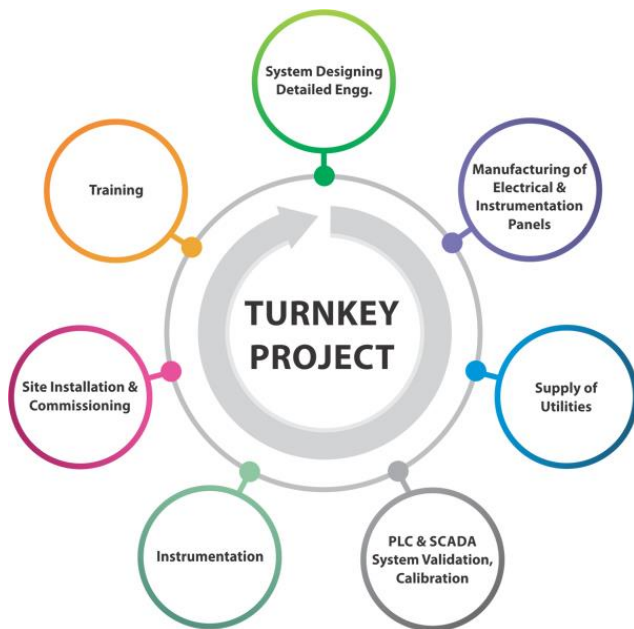 System Designing
Detailed Engg.
Manufacturing of
Electrical &
Instrumentation
Panels
Supply of
Utilities
PLC & SCADA
System Validation,
Calibration
Instrumentation
Site Installation &
Commissioning
Training
TURNKEY
PROJECT